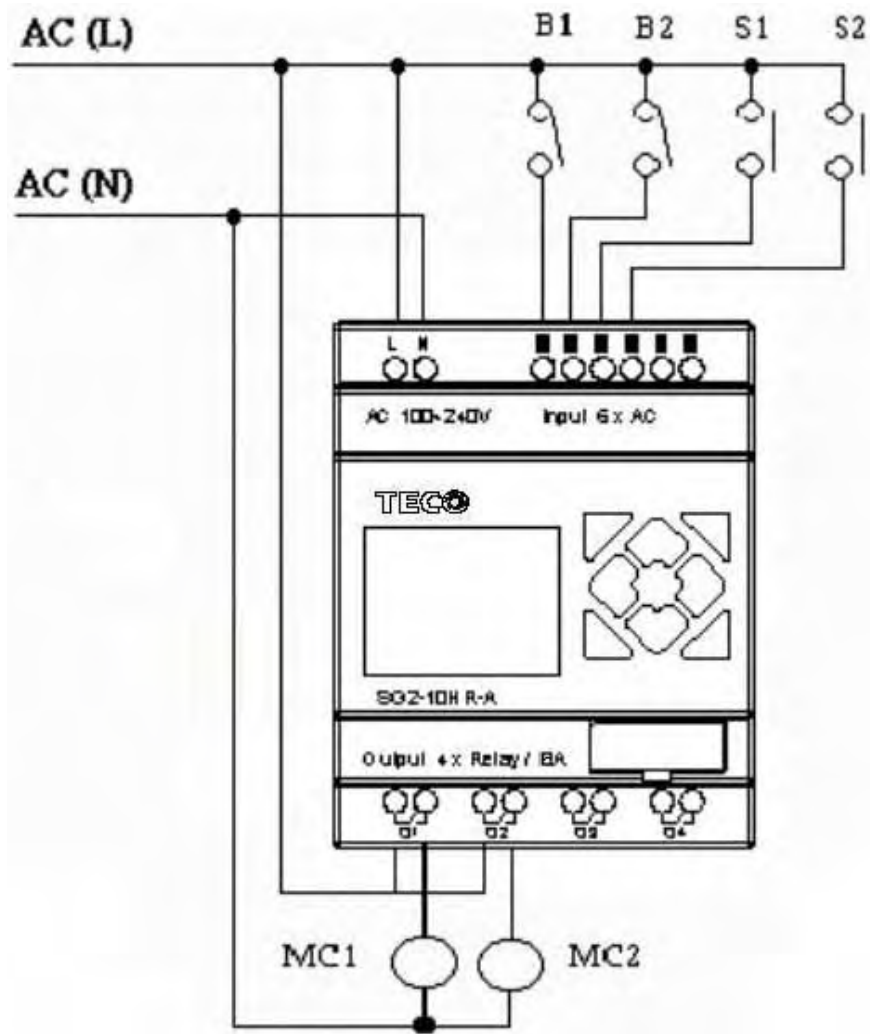 AC (L)
B1 B2 S1 S2
AC (N)
L N
AC 100~240V Input 6 x AC
TECO
SG2-10H R-A
Output 4 x Relay / 8A
Q1 Q2 Q3 Q4
MC1 MC2